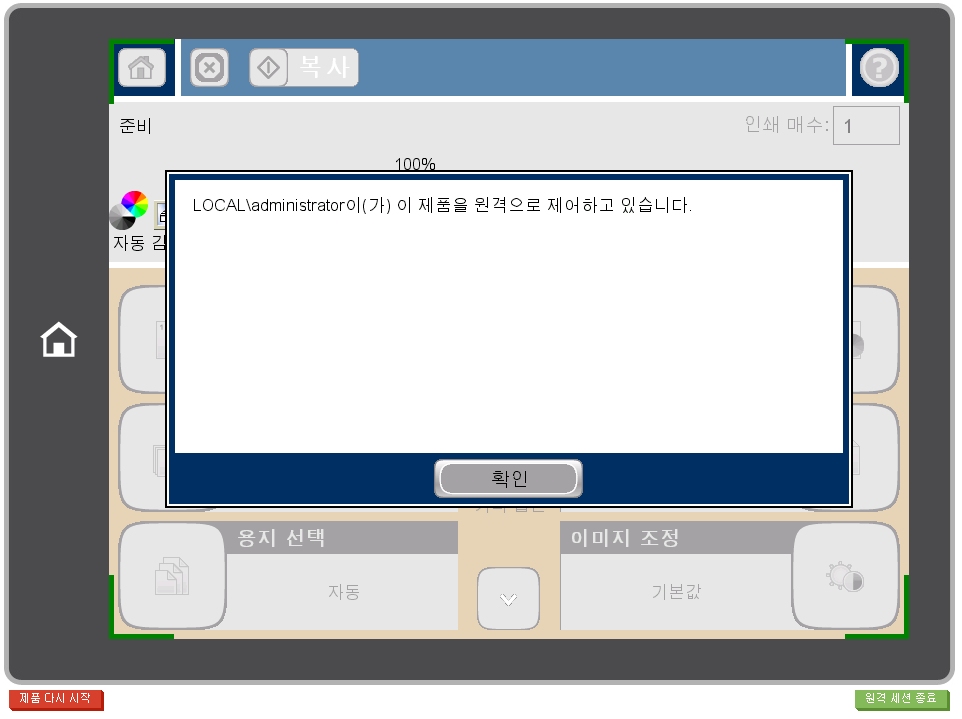 복사
준비
인쇄 매수: 1
100%
LOCAL\administrator이(가) 이 제품을 원격으로 제어하고 있습니다.
자동 감
확인
용지 선택
이미지 조정
자동
기본값
제품 다시 시작
원격 세션 종료